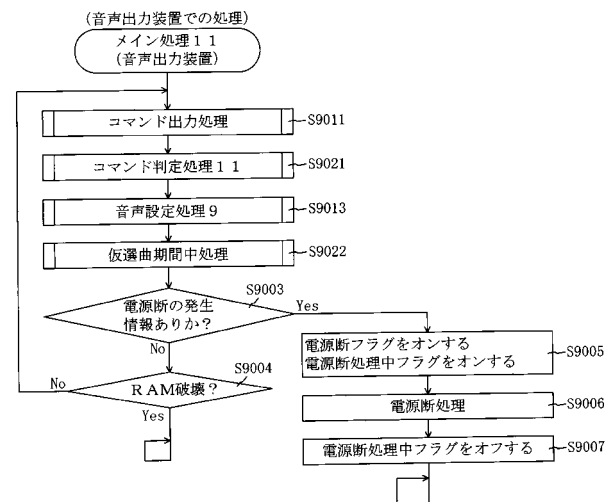 (音声出力装置での処理)
メイン処理11
(音声出力装置)
コマンド出力処理
S9011
コマンド判定処理11
S9021
音声設定処理9
S9013
仮選曲期間中処理
S9022
電源断の発生
情報ありか?
S9003
Yes
No
電源断フラグをオンする
電源断処理中フラグをオンする
S9005
RAM破壊?
S9004
No
Yes
電源断処理
S9006
電源断処理中フラグをオフする
S9007